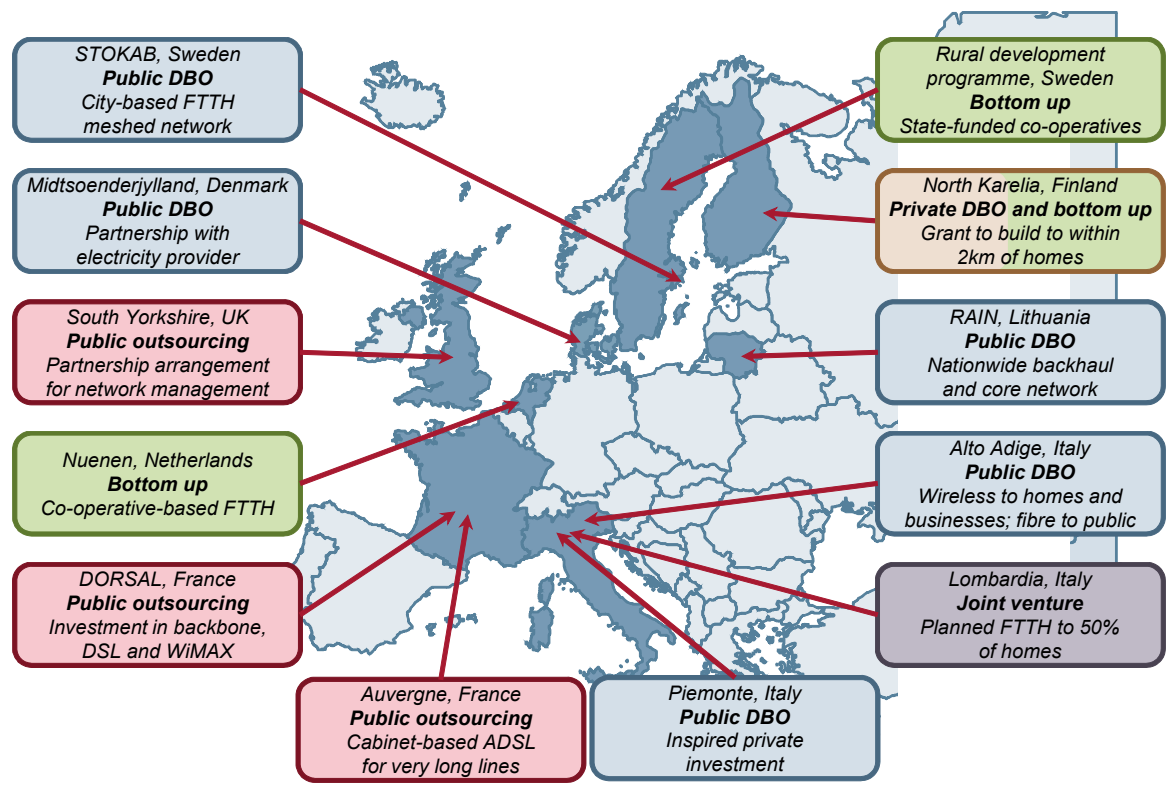 STOKAB, Sweden
Public DBO
City-based FTTH
meshed network
Midtsoenderjylland, Denmark
Public DBO
Partnership with
electricity provider
South Yorkshire, UK
Public outsourcing
Partnership arrangement
for network management
Nuenen, Netherlands
Bottom up
Co-operative-based FTTH
DORSAL, France
Public outsourcing
Investment in backbone,
DSL and WiMAX
Auvergne, France
Public outsourcing
Cabinet-based ADSL
for very long lines
Piemonte, Italy
Public DBO
Inspired private
investment
Rural development
programme, Sweden
Bottom up
State-funded co-operatives
North Karelia, Finland
Private DBO and bottom up
Grant to build to within
2km of homes
RAIN, Lithuania
Public DBO
Nationwide backhaul
and core network
Alto Adige, Italy
Public DBO
Wireless to homes and
businesses; fibre to public
Lombardia, Italy
Joint venture
Planned FTTH to 50%
of homes